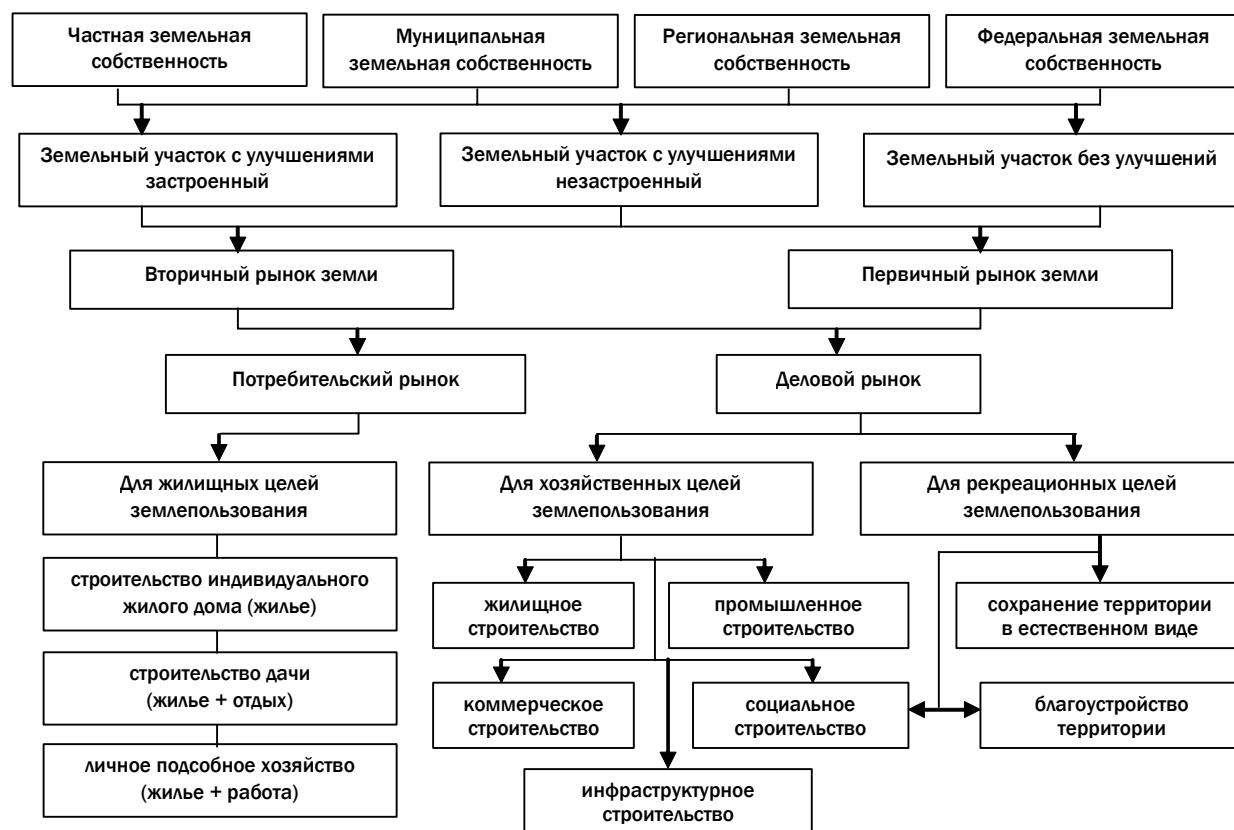 Частная земельная
собственность
Муниципальная
земельная собственность
Региональная земельная
собственность
Федеральная земельная
собственность
Земельный участок с улучшениями
застроенный
Земельный участок с улучшениями
незастроенный
Земельный участок без улучшений
Вторичный рынок земли
Первичный рынок земли
Потребительский рынок
Деловой рынок
Для жилищных целей
землепользования
Для хозяйственных целей
землепользования
Для рекреационных целей
землепользования
строительство индивидуального
жилого дома (жилье)
жилищное
строительство
промышленное
строительство
сохранение территории
в естественном виде
строительство дачи
(жилье + отдых)
коммерческое
строительство
социальное
строительство
благоустройство
территории
личное подсобное хозяйство
(жилье + работа)
инфраструктурное
строительство